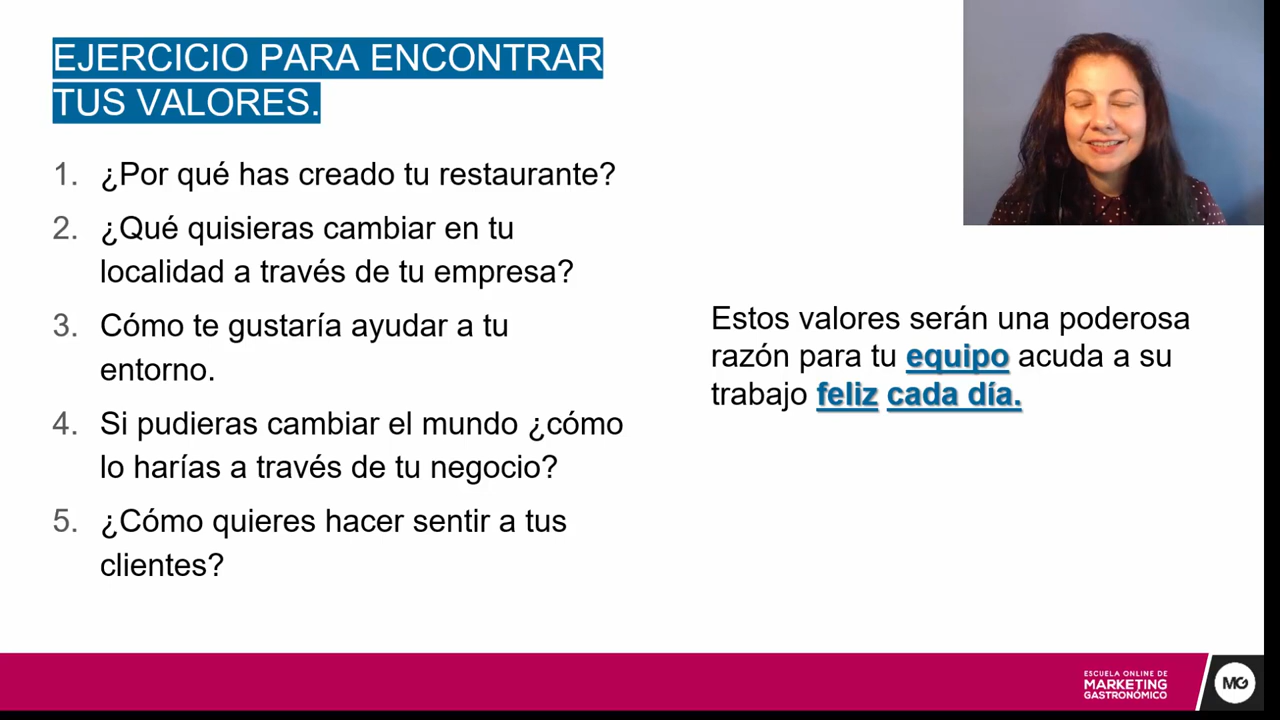 EJERCICIO PARA ENCONTRAR
TUS VALORES.
1. ¿Por qué has creado tu restaurante?
2. ¿Qué quisieras cambiar en tu
localidad a través de tu empresa?
3. Cómo te gustaría ayudar a tu
entorno.
4. Si pudieras cambiar el mundo ¿cómo
lo harías a través de tu negocio?
5. ¿Cómo quieres hacer sentir a tus
clientes?
Estos valores serán una poderosa
razón para tu equipo acuda a su
trabajo feliz cada día.
ESCUELA ONLINE DE
MARKETING
GASTRONÓMICO
MG